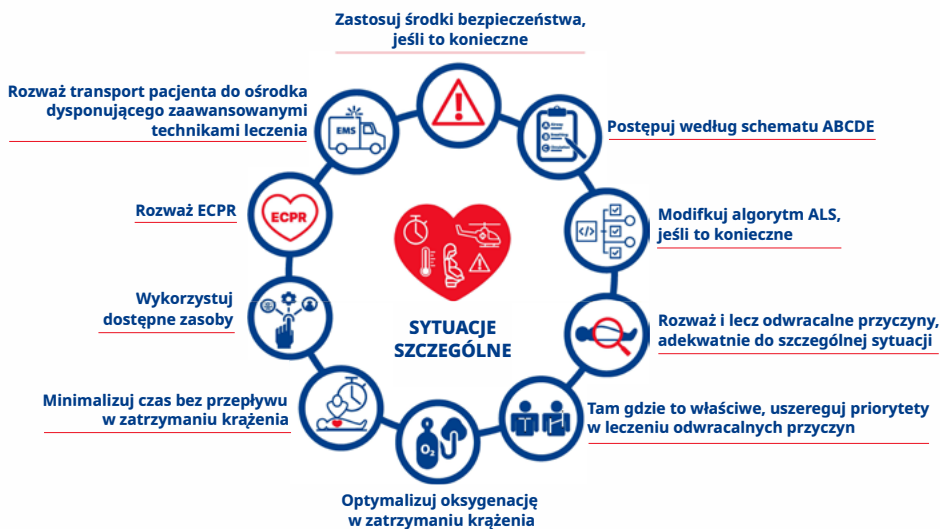 Zastosuj środki bezpieczeństwa,
jeśli to konieczne
Postępuj według schematu ABCDE
Modifkuj algorytm ALS,
jeśli to konieczne
Rozważ i lecz odwracalne przyczyny,
adekwatnie do szczególnej sytuacji
Tam gdzie to właściwe, uszereguj priorytety
w leczeniu odwracalnych przyczyn
Optymalizuj oksygenację
w zatrzymaniu krążenia
O₂
Minimalizuj czas bez przepływu
w zatrzymaniu krążenia
Wykorzystuj
dostępne zasoby
Rozważ ECPR
ECPR
Rozważ transport pacjenta do ośrodka
dysponującego zaawansowanymi
technikami leczenia
EMS
SYTUACJE
SZCZEGÓLNE